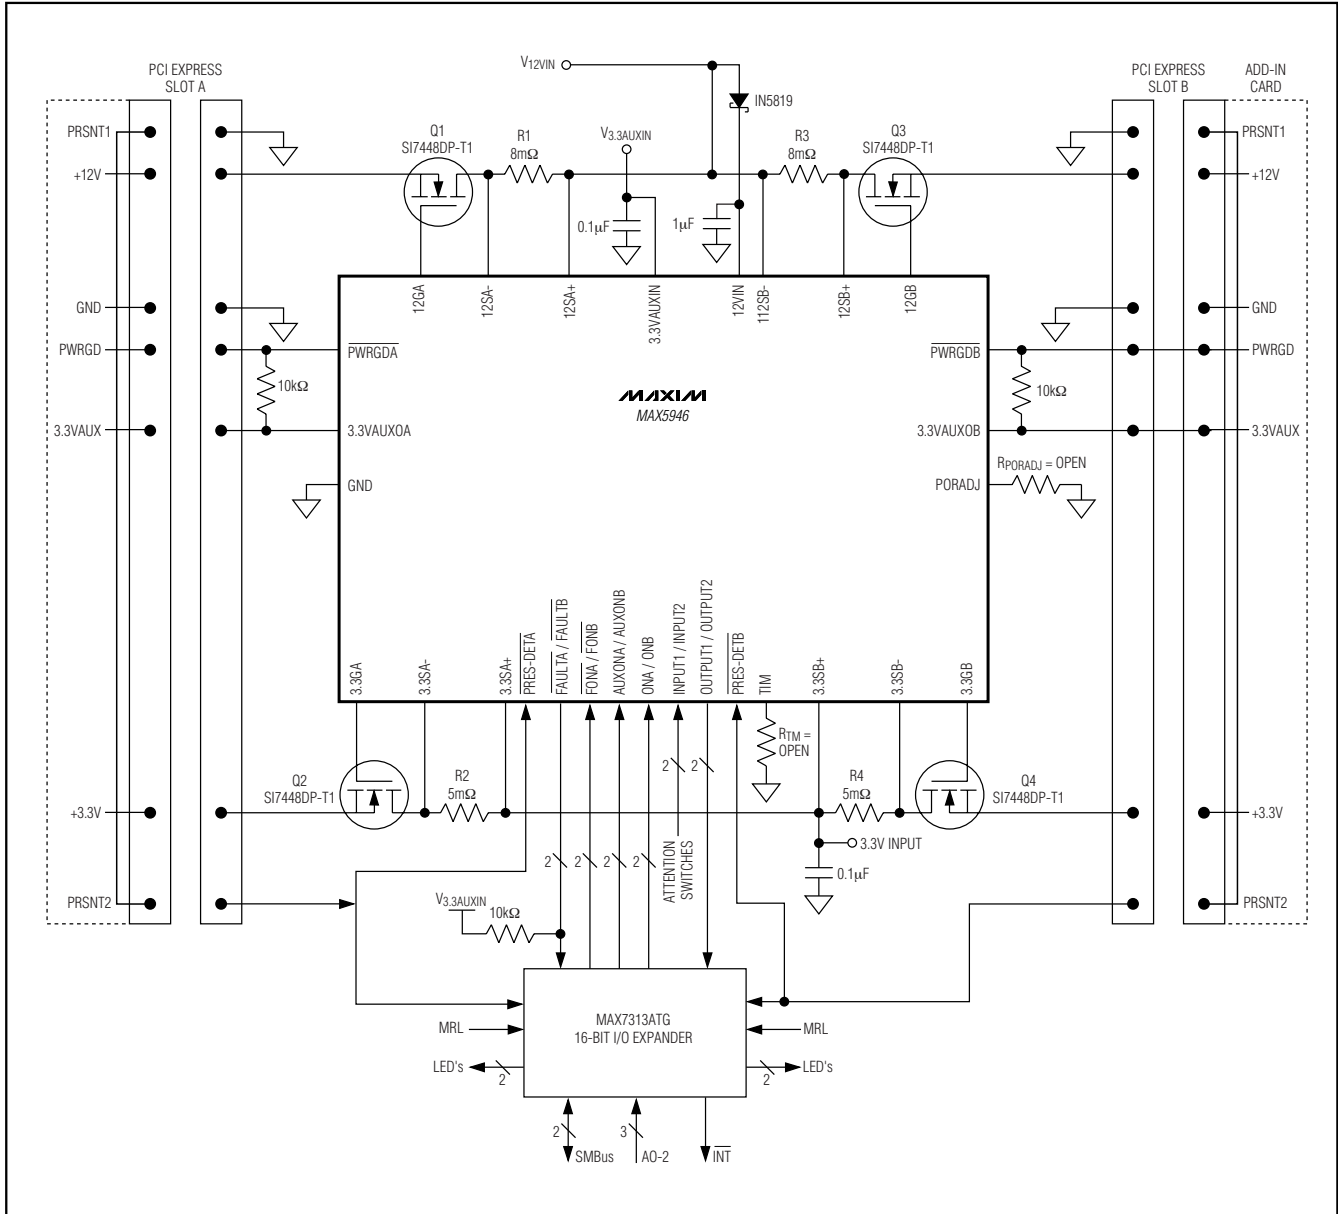 V12VIN
PCI EXPRESS
SLOT A
PCI EXPRESS
SLOT B
ADD-IN
CARD
IN5819
PRSNT1
Q1
SI7448DP-T1
R1
8mΩ
V3.3AUXIN
R3
8mΩ
Q3
SI7448DP-T1
PRSNT1
+12V
+12V
0.1µF
1µF
12GA
12SA-
12SA+
3.3VAUXIN
12VIN
112SB-
12SB+
12GB
GND
GND
PWRGD
PWRGDA
PWRGDB
PWRGD
10kΩ
10kΩ
MAXIM
MAX5946
3.3VAUX
3.3VAUXOA
3.3VAUXOB
3.3VAUX
RPORADJ = OPEN
GND
PORADJ
3.3GA
3.3SA-
3.3SA+
PRES-DETA
FAULTA / FAULTB
FONA / FONB
AUXONA / AUXONB
ONA / ONB
INPUT1 / INPUT2
OUTPUT1 / OUTPUT2
PRES-DETB
TIM
3.3SB+
3.3SB-
3.3GB
RTM =
OPEN
2
2
Q2
SI7448DP-T1
R2
5mΩ
R4
5mΩ
Q4
SI7448DP-T1
+3.3V
+3.3V
3.3V INPUT
2
2
2
2
ATTENTION
SWITCHES
0.1µF
PRSNT2
V3.3AUXIN
10kΩ
PRSNT2
MAX7313ATG
16-BIT I/O EXPANDER
MRL
MRL
LED's
2
2
LED's
2
SMBus
3
AO-2
INT